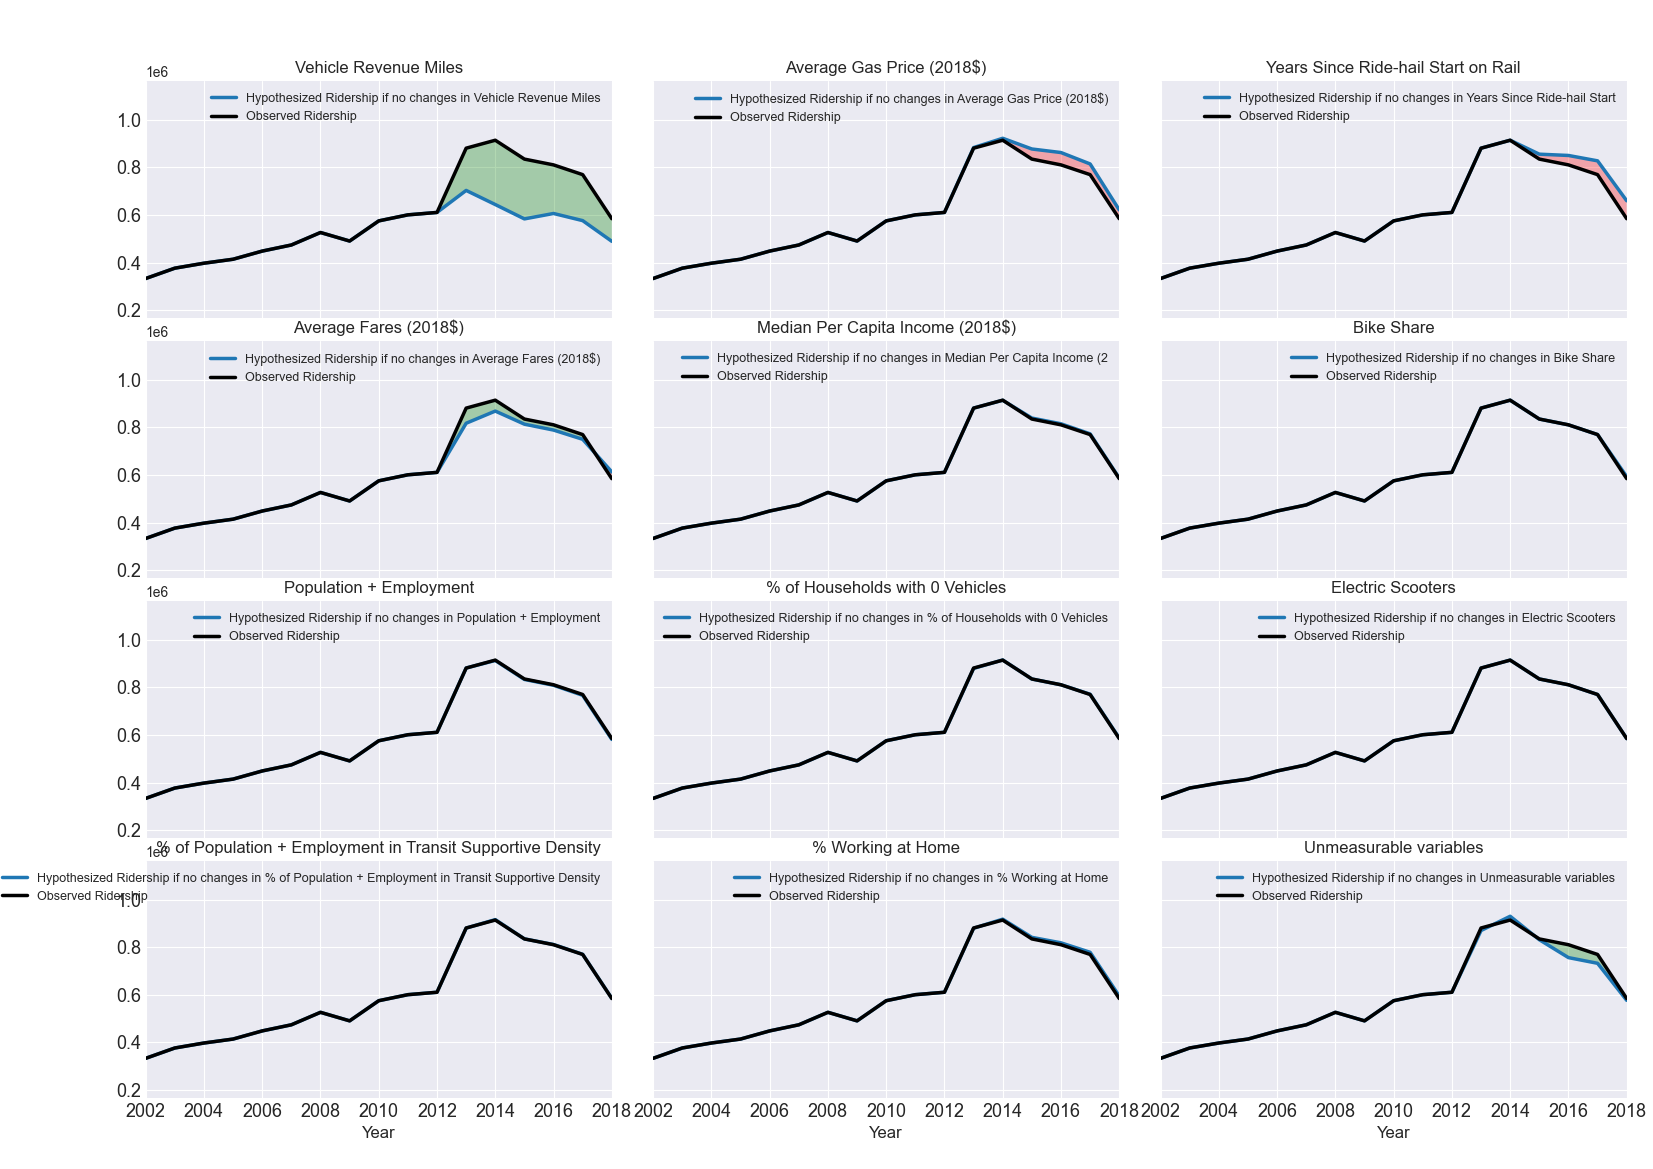 Vehicle Revenue Miles
1e6
Hypothesized Ridership if no changes in Vehicle Revenue Miles
Observed Ridership
1.0
0.8
0.6
0.4
0.2
Average Gas Price (2018$)
Hypothesized Ridership if no changes in Average Gas Price (2018$)
Observed Ridership
Years Since Ride-hail Start on Rail
Hypothesized Ridership if no changes in Years Since Ride-hail Start
Observed Ridership
Average Fares (2018$)
1e6
Hypothesized Ridership if no changes in Average Fares (2018$)
Observed Ridership
1.0
0.8
0.6
0.4
0.2
Median Per Capita Income (2018$)
Hypothesized Ridership if no changes in Median Per Capita Income (2
Observed Ridership
Bike Share
Hypothesized Ridership if no changes in Bike Share
Observed Ridership
Population + Employment
1e6
Hypothesized Ridership if no changes in Population + Employment
Observed Ridership
1.0
0.8
0.6
0.4
0.2
% of Households with 0 Vehicles
Hypothesized Ridership if no changes in % of Households with 0 Vehicles
Observed Ridership
Electric Scooters
Hypothesized Ridership if no changes in Electric Scooters
Observed Ridership
% of Population + Employment in Transit Supportive Density
1e6
Hypothesized Ridership if no changes in % of Population + Employment in Transit Supportive Density
Observed Ridership
1.0
0.8
0.6
0.4
0.2
2002 2004 2006 2008 2010 2012 2014 2016 2018
Year
% Working at Home
Hypothesized Ridership if no changes in % Working at Home
Observed Ridership
2002 2004 2006 2008 2010 2012 2014 2016 2018
Year
Unmeasurable variables
Hypothesized Ridership if no changes in Unmeasurable variables
Observed Ridership
2002 2004 2006 2008 2010 2012 2014 2016 2018
Year